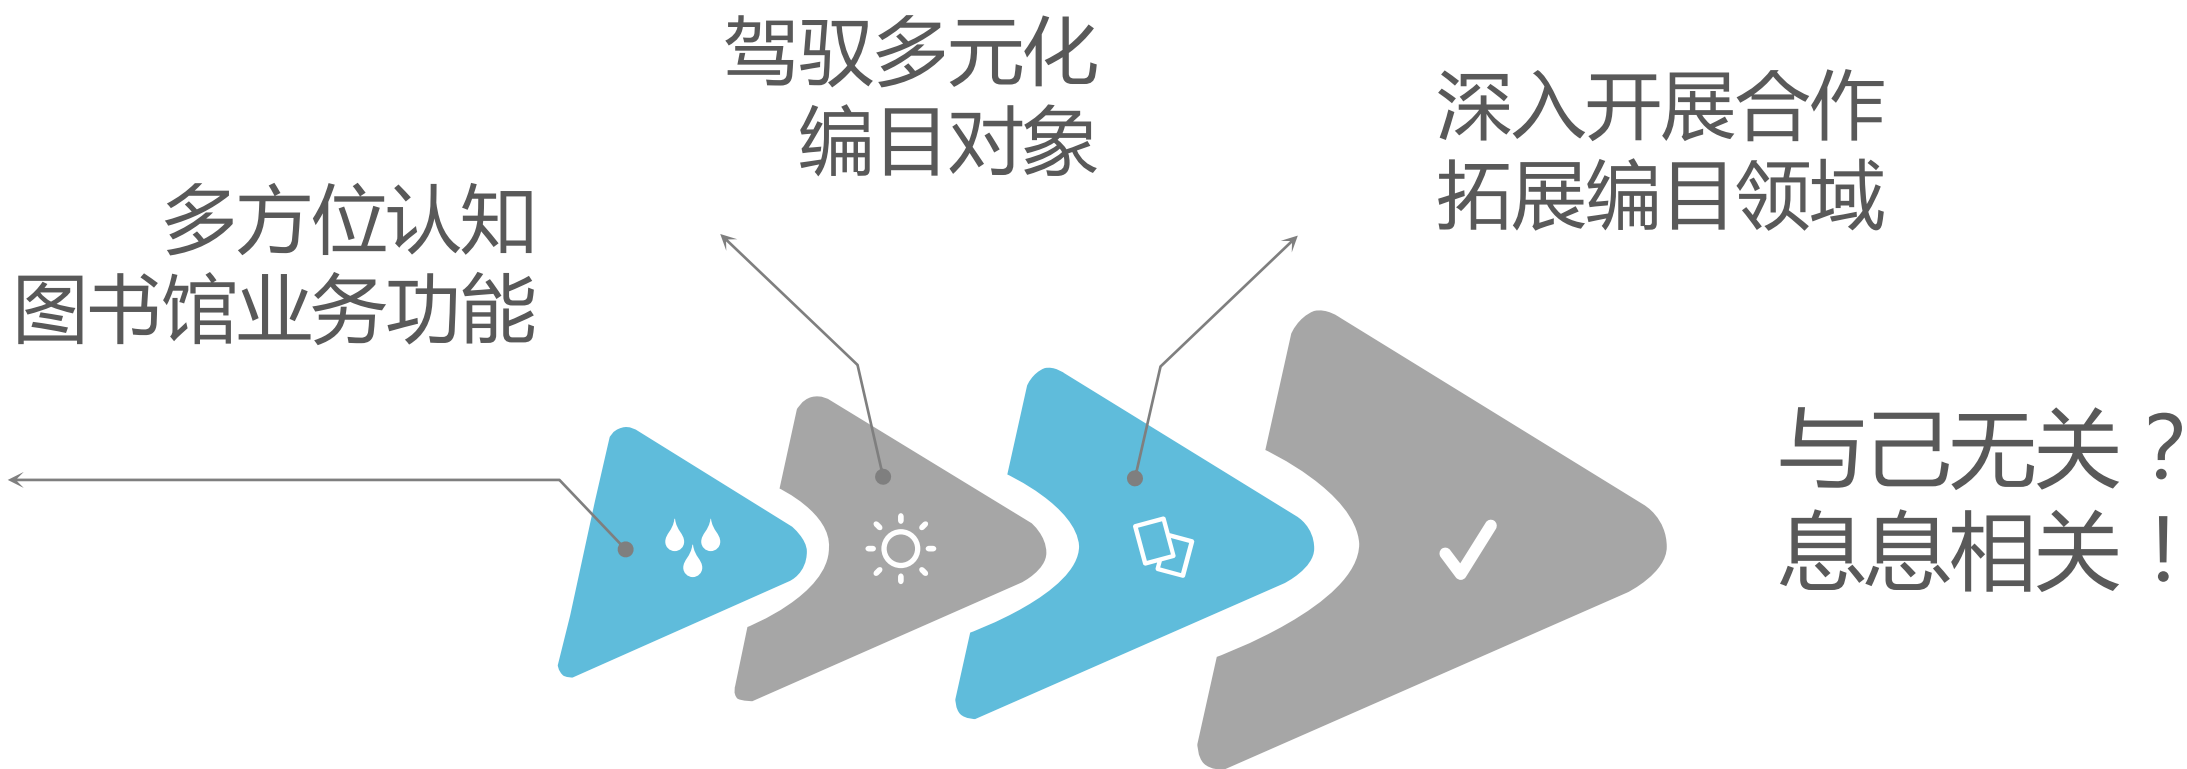 多方位认知
图书馆业务功能
驾驭多元化
编目对象
深入开展合作
拓展编目领域
与己无关？
息息相关！